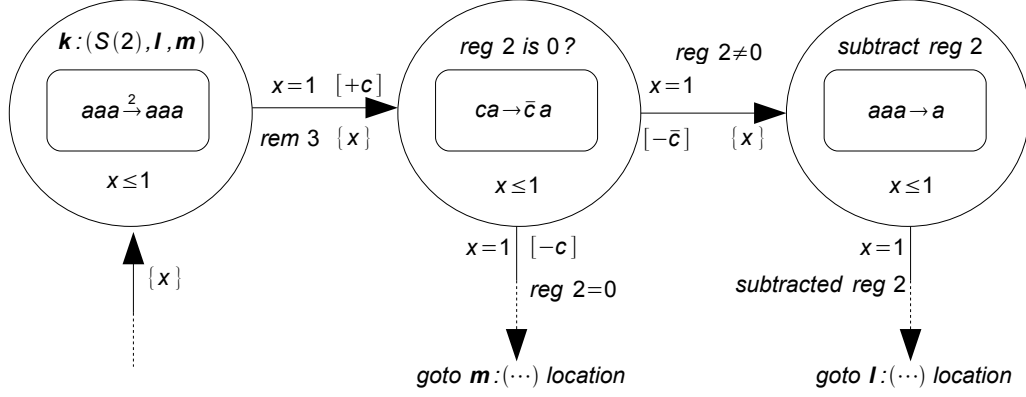 k:(S(2),l,m)
aaa →² aaa
x≤1
{x}
x=1 [+c]
rem 3 {x}
reg 2 is 0?
ca→c̄a
x≤1
x=1 [−c]
reg 2=0
goto m:(⋯) location
reg 2≠0
x=1
[−c̄] {x}
subtract reg 2
aaa→a
x≤1
x=1
subtracted reg 2
goto l:(⋯) location